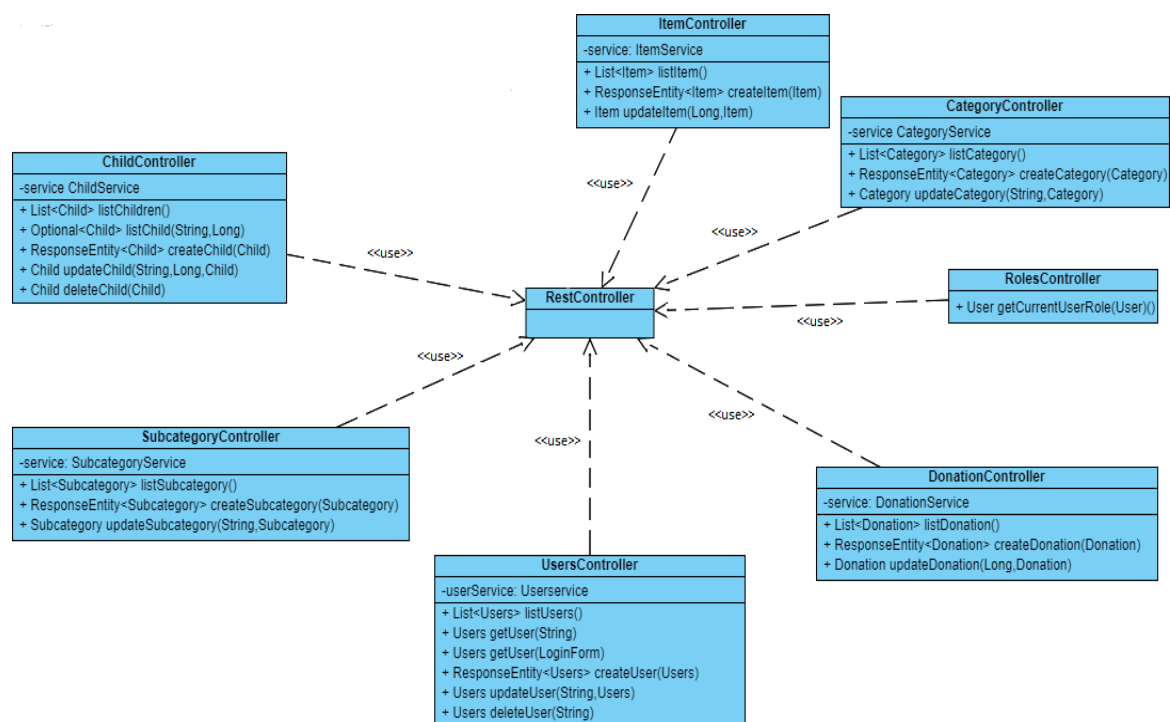 ItemController
-service: ItemService
+ List<Item> listItem()
+ ResponseEntity<Item> createItem(Item)
+ Item updateItem(Long,Item)
CategoryController
-service CategoryService
+ List<Category> listCategory()
+ ResponseEntity<Category> createCategory(Category)
+ Category updateCategory(String,Category)
ChildController
-service ChildService
+ List<Child> listChildren()
+ Optional<Child> listChild(String,Long)
+ ResponseEntity<Child> createChild(Child)
+ Child updateChild(String,Long,Child)
+ Child deleteChild(Child)
<<use>>
<<use>>
<<use>>
RestController
RolesController
+ User getCurrentUserRole(User)()
<<use>>
<<use>>
<<use>>
<<use>>
SubcategoryController
-service: SubcategoryService
+ List<Subcategory> listSubcategory()
+ ResponseEntity<Subcategory> createSubcategory(Subcategory)
+ Subcategory updateSubcategory(String,Subcategory)
DonationController
-service: DonationService
+ List<Donation> listDonation()
+ ResponseEntity<Donation> createDonation(Donation)
+ Donation updateDonation(Long,Donation)
UsersController
-userService: Userservice
+ List<Users> listUsers()
+ Users getUser(String)
+ Users getUser(LoginForm)
+ ResponseEntity<Users> createUser(Users)
+ Users updateUser(String,Users)
+ Users deleteUser(String)